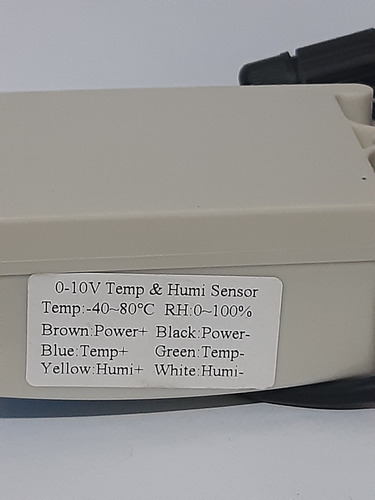 0-10V Temp & Humi Sensor
Temp:-40~80°C RH:0~100%
Brown:Power+ Black:Power-
Blue:Temp+ Green:Temp-
Yellow:Humi+ White:Humi-